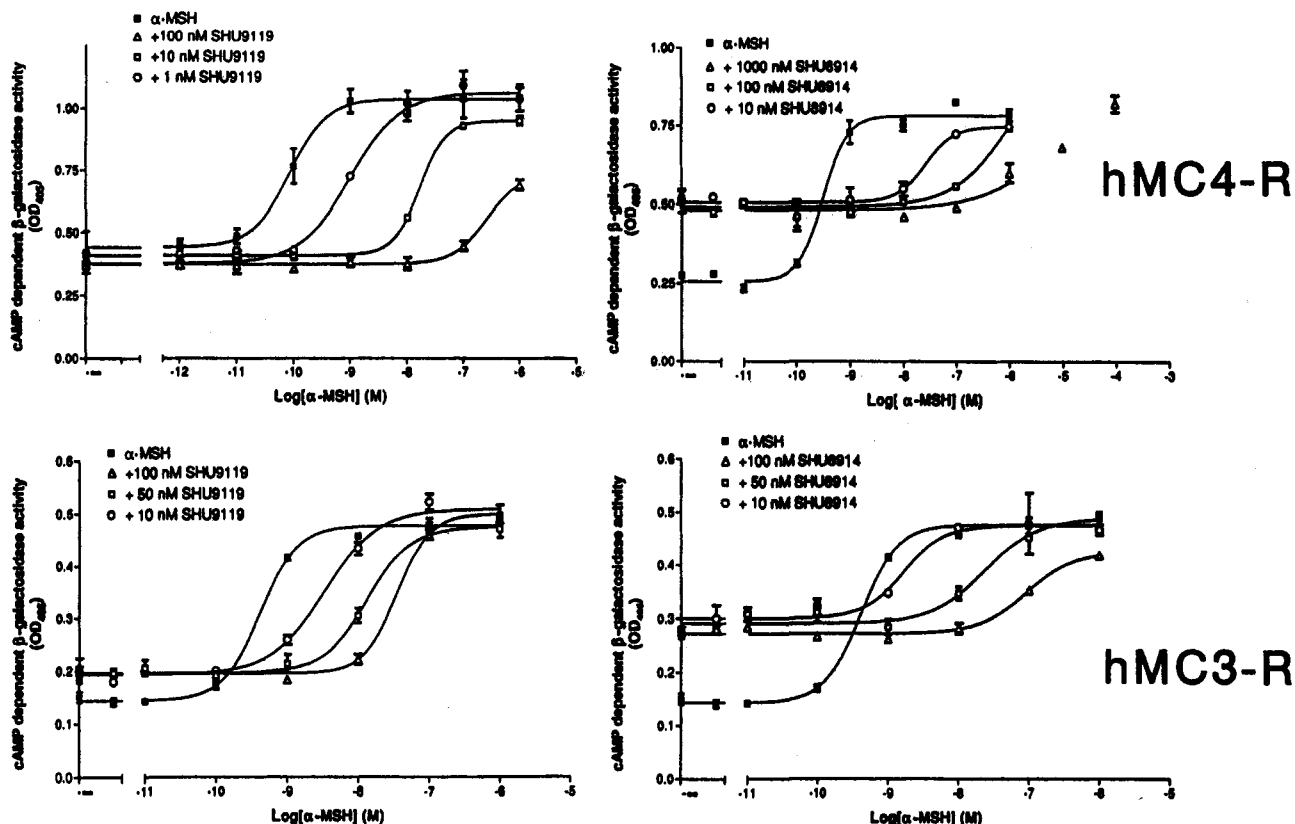 α-MSH
+100 nM SHU9119
+10 nM SHU9119
+ 1 nM SHU9119
cAMP dependent β-galactosidase activity
(OD₄₀₅)
1.00
0.75
0.50
0.25
0.00
-∞ -12 -11 -10 -9 -8 -7 -6 -5
Log[α-MSH] (M)
α-MSH
+ 1000 nM SHU8914
+ 100 nM SHU8914
+ 10 nM SHU8914
cAMP dependent β-galactosidase activity
(OD₄₀₅)
1.00
0.75
0.50
0.25
0.00
-∞ -11 -10 -9 -8 -7 -6 -5 -4 -3
Log[ α-MSH] (M)
hMC4-R
α-MSH
+100 nM SHU9119
+ 50 nM SHU9119
+ 10 nM SHU9119
cAMP dependent β-galactosidase activity
(OD₄₀₅)
0.6
0.5
0.4
0.3
0.2
0.1
0.0
-∞ -11 -10 -9 -8 -7 -6 -5
Log[α-MSH] (M)
α-MSH
+100 nM SHU8914
+ 50 nM SHU8914
+ 10 nM SHU8914
cAMP dependent β-galactosidase activity
(OD₄₀₅)
0.6
0.5
0.4
0.3
0.2
0.1
0.0
-∞ -11 -10 -9 -8 -7 -6 -5
Log[α-MSH] (M)
hMC3-R